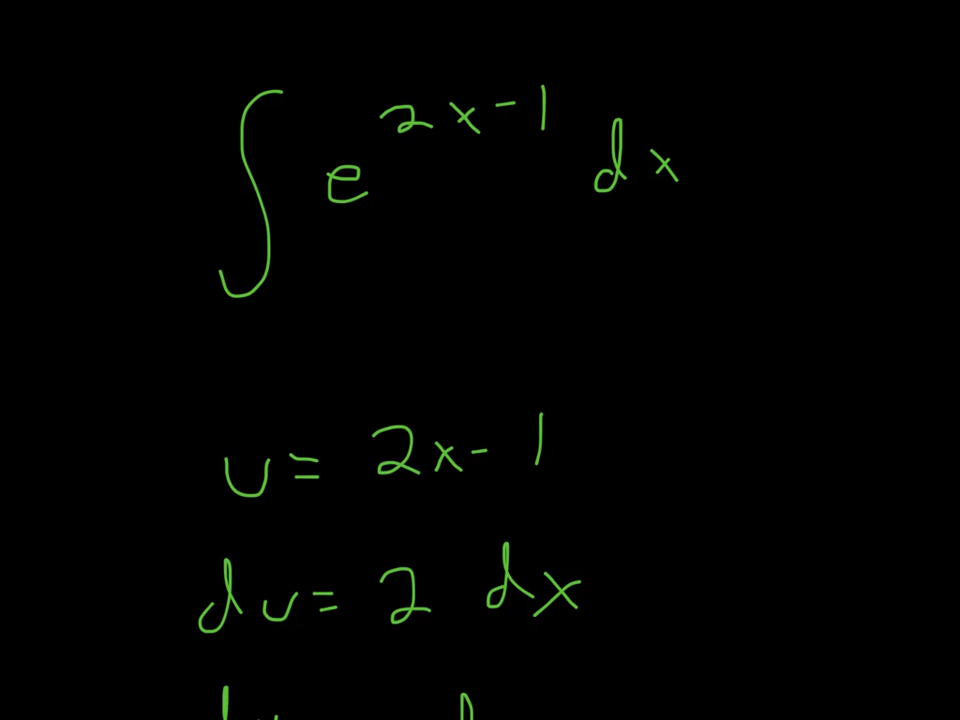 ∫ e^{2x-1} dx
u = 2x - 1
du = 2 dx